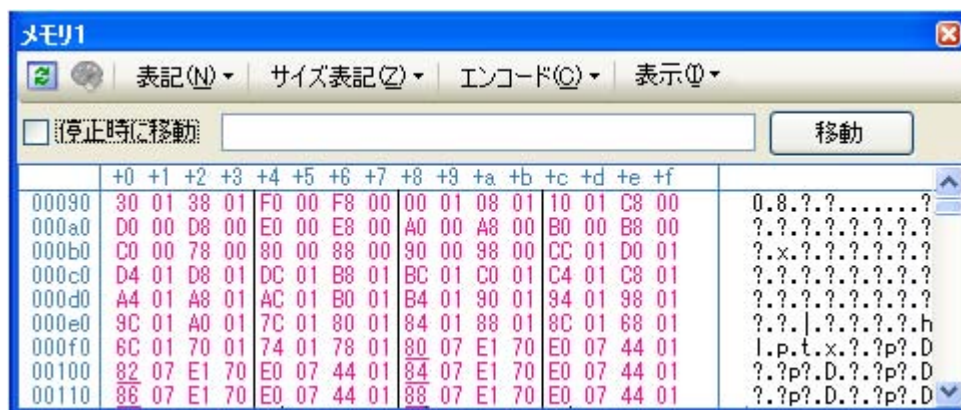 メモリ1
表記(N) サイズ表記(Z) エンコード(C) 表示(I)
停止時に移動 移動
+0 +1 +2 +3 +4 +5 +6 +7 +8 +9 +a +b +c +d +e +f
00090 30 01 38 01 F0 00 F8 00 00 01 08 01 10 01 C8 00 0.8.?.?.......?
000a0 D0 00 D8 00 E0 00 E8 00 A0 00 A8 00 B0 00 B8 00 ?.?.?.?.?.?.?.?
000b0 C0 00 78 00 80 00 88 00 90 00 98 00 CC 01 D0 01 ?.x.?.?.?.?.?.?
000c0 D4 01 D8 01 DC 01 B8 01 BC 01 C0 01 C4 01 C8 01 ?.?.?.?.?.?.?.?
000d0 A4 01 A8 01 AC 01 B0 01 B4 01 90 01 94 01 98 01 ?.?.?.?.?.?.?.?
000e0 9C 01 A0 01 7C 01 80 01 84 01 88 01 8C 01 68 01 ?.?.|.?.?.?.?.h
000f0 6C 01 70 01 74 01 78 01 80 07 E1 70 E0 07 44 01 l.p.t.x.?.?p?.D
00100 82 07 E1 70 E0 07 44 01 84 07 E1 70 E0 07 44 01 ?.?p?.D.?.?p?.D
00110 86 07 E1 70 E0 07 44 01 88 07 E1 70 E0 07 44 01 ?.?p?.D.?.?p?.D